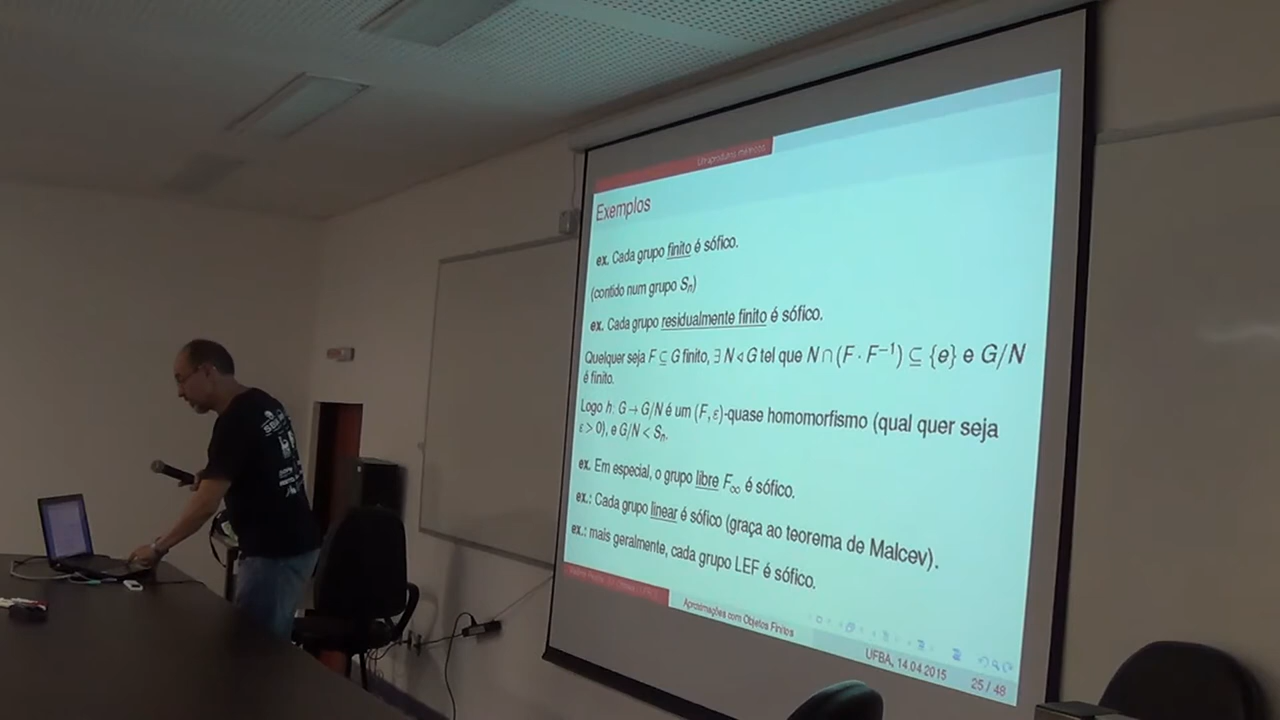 Ultraprodutos métricos
Exemplos
ex. Cada grupo finito é sófico.
(contido num grupo Sₙ)
ex. Cada grupo residualmente finito é sófico.
Quelquer seja F ⊆ G finito, ∃ N ◁ G tel que N ∩ (F · F⁻¹) ⊆ {e} e G/N
é finito.
Logo h: G → G/N é um (F, ε)-quase homomorfismo (qual quer seja
ε > 0), e G/N < Sₙ.
ex. Em especial, o grupo libre F∞ é sófico.
ex.: Cada grupo linear é sófico (graça ao teorema de Malcev).
ex.: mais geralmente, cada grupo LEF é sófico.
Aproximações com Objetos Finitos
UFBA, 14 04 2015
25 / 48